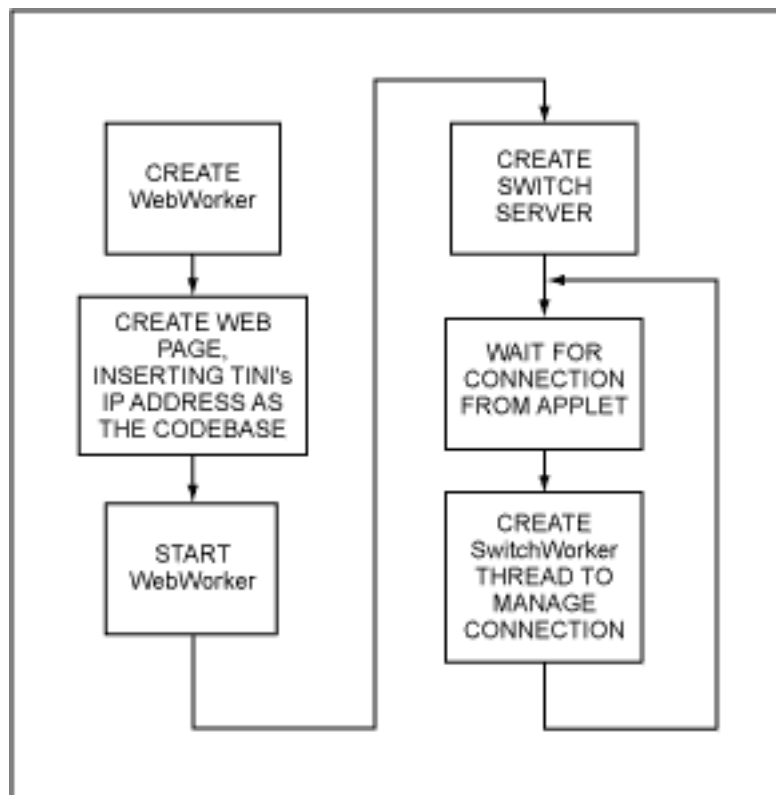 CREATE
WebWorker
CREATE WEB
PAGE,
INSERTING TINI's
IP ADDRESS AS
THE CODEBASE
START
WebWorker
CREATE
SWITCH
SERVER
WAIT FOR
CONNECTION
FROM APPLET
CREATE
SwitchWorker
THREAD TO
MANAGE
CONNECTION